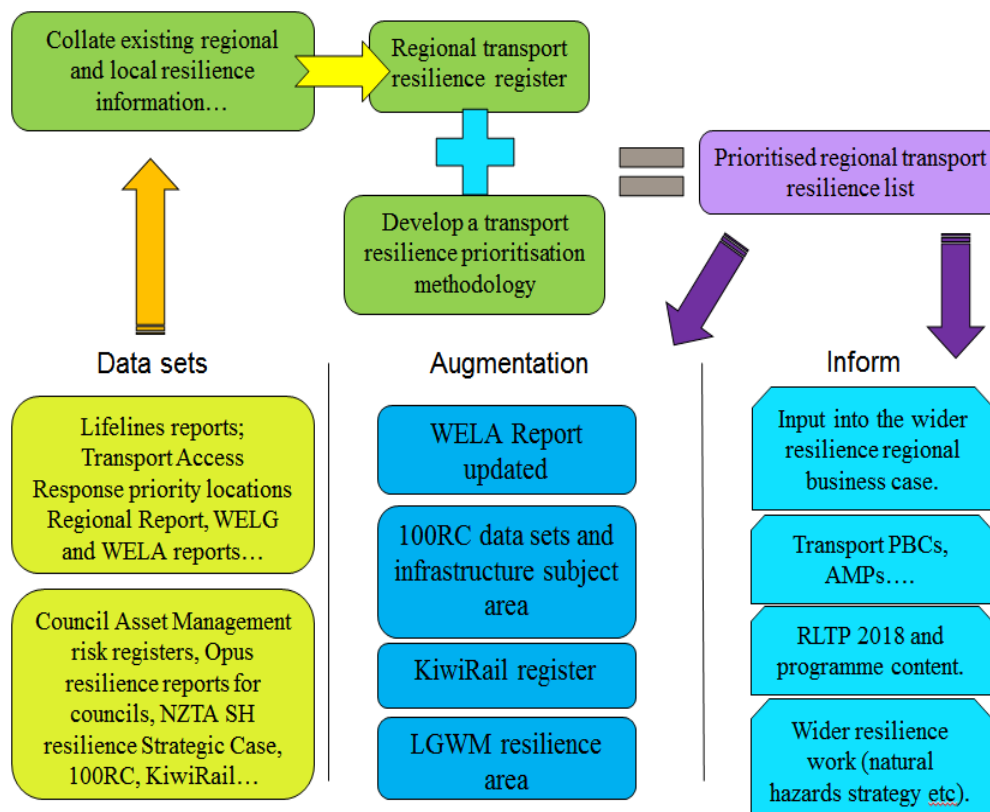 Collate existing regional
and local resilience
information…
Regional transport
resilience register
Prioritised regional transport
resilience list
Develop a transport
resilience prioritisation
methodology
Data sets
Augmentation
Inform
Lifelines reports;
Transport Access
Response priority locations
Regional Report, WELG
and WELA reports…
Council Asset Management
risk registers, Opus
resilience reports for
councils, NZTA SH
resilience Strategic Case,
100RC, KiwiRail…
WELA Report
updated
100RC data sets and
infrastructure subject
area
KiwiRail register
LGWM resilience
area
Input into the wider
resilience regional
business case.
Transport PBCs,
AMPs….
RLTP 2018 and
programme content.
Wider resilience
work (natural
hazards strategy etc).